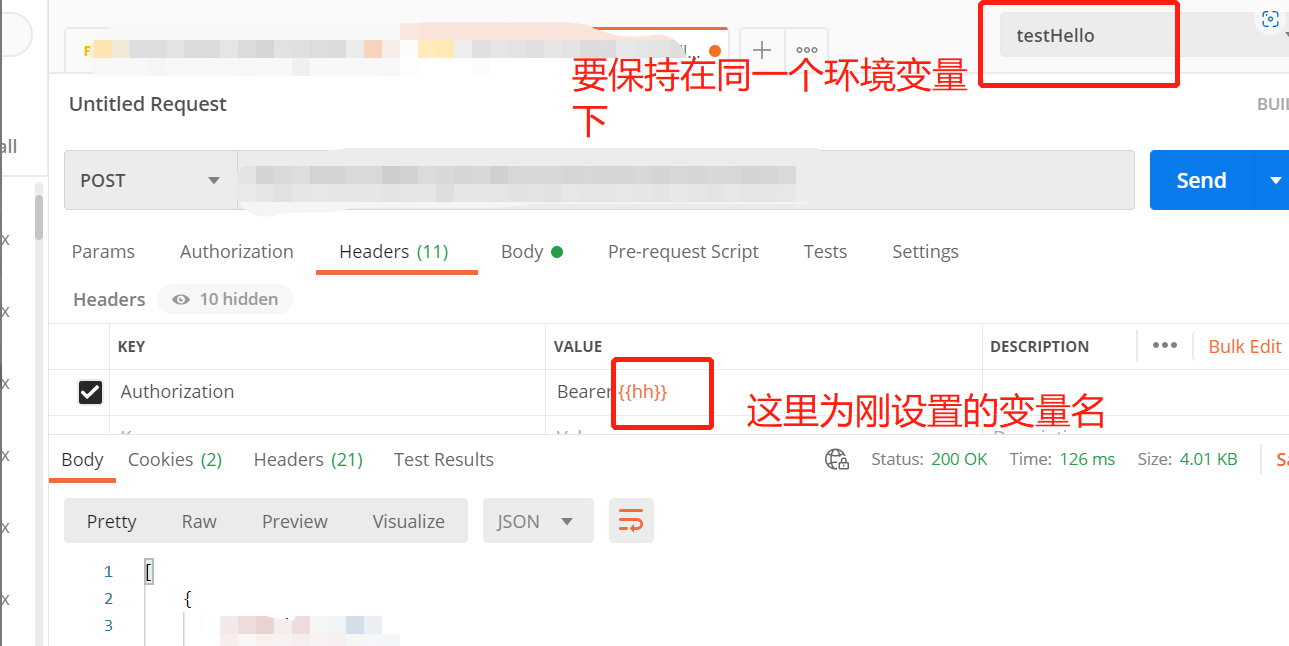 testHello
要保持在同一个环境变量
下
Untitled Request
POST
Send
Params Authorization Headers (11) Body Pre-request Script Tests Settings
Headers 10 hidden
KEY VALUE DESCRIPTION ••• Bulk Edit
Authorization Bearer {{hh}}
这里为刚设置的变量名
Body Cookies (2) Headers (21) Test Results Status: 200 OK Time: 126 ms Size: 4.01 KB
Pretty Raw Preview Visualize JSON
1 [
2 {
3